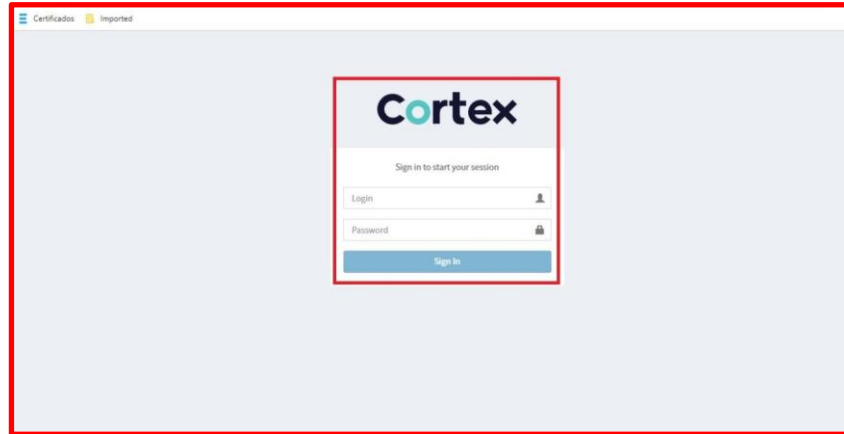 Certificados Imported
Cortex
Sign in to start your session
Login
Password
Sign In